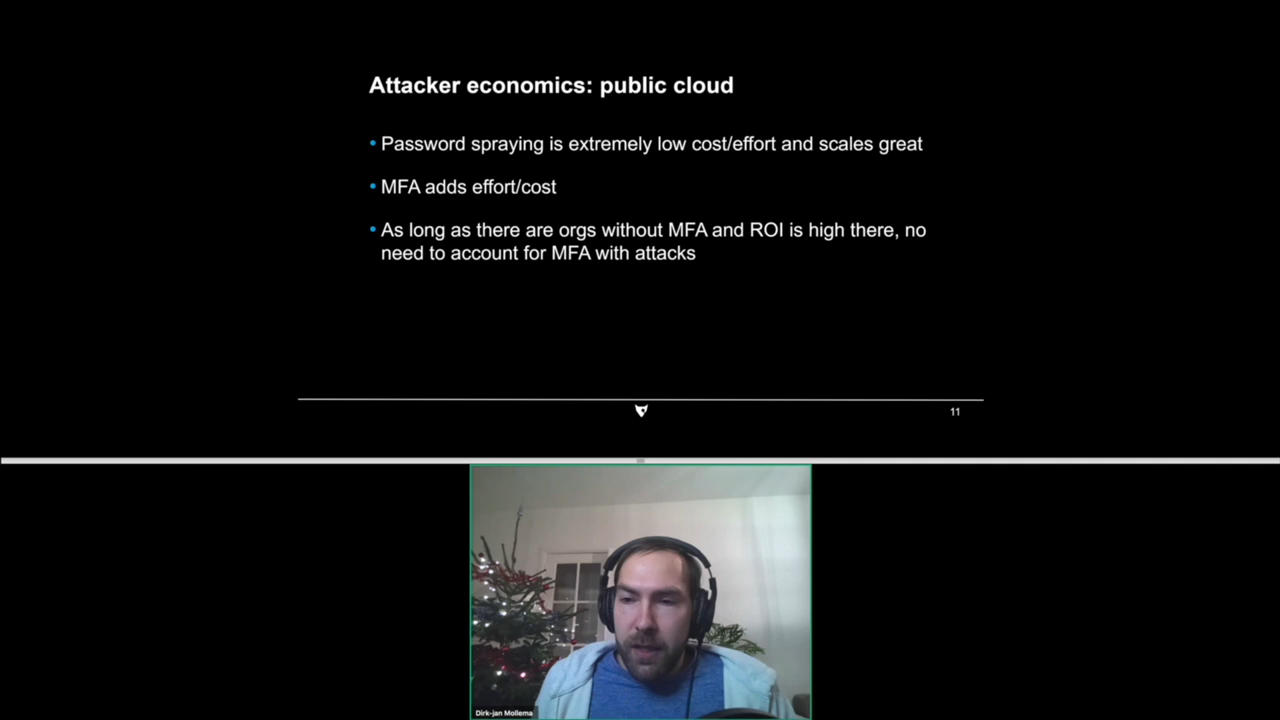 Attacker economics: public cloud
• Password spraying is extremely low cost/effort and scales great
• MFA adds effort/cost
• As long as there are orgs without MFA and ROI is high there, no
need to account for MFA with attacks
11
Dirk-jan Mollema